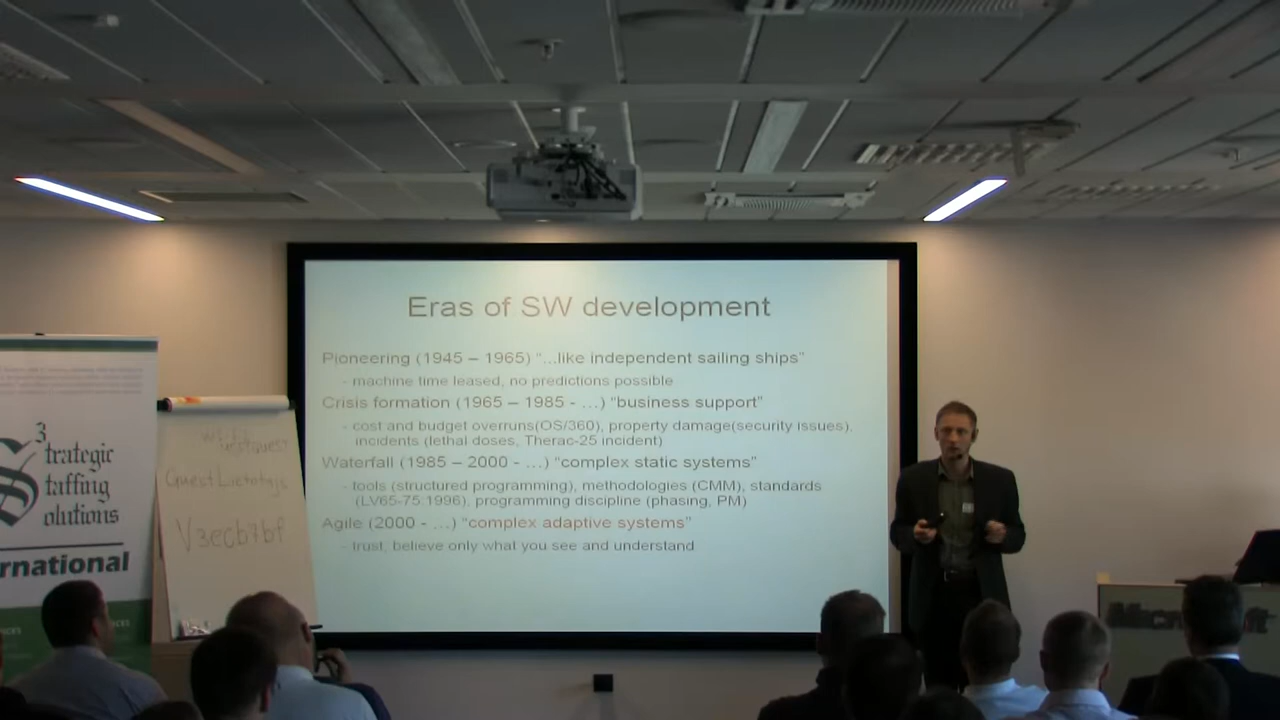 Eras of SW development
Pioneering (1945 – 1965) “...like independent sailing ships”
- machine time leased, no predictions possible
Crisis formation (1965 – 1985 - ...) “business support”
- cost and budget overruns(OS/360), property damage(security issues),
incidents (lethal doses, Therac-25 incident)
Waterfall (1985 – 2000 - ...) “complex static systems”
- tools (structured programming), methodologies (CMM), standards
(LV65-75:1996), programming discipline (phasing, PM)
Agile (2000 - ...) “complex adaptive systems”
- trust, believe only what you see and understand
S3 trategic
taffing
olutions
rnational
V3ecb7bf
Microsoft